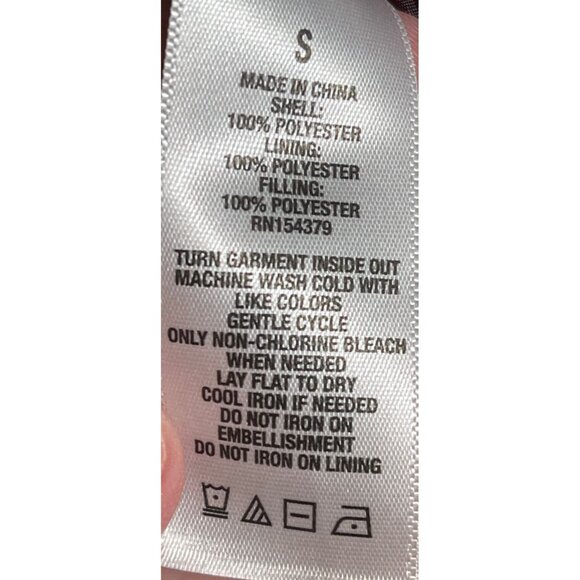 S
MADE IN CHINA
SHELL:
100% POLYESTER
LINING:
100% POLYESTER
FILLING:
100% POLYESTER
RN154379
TURN GARMENT INSIDE OUT
MACHINE WASH COLD WITH
LIKE COLORS
GENTLE CYCLE
ONLY NON-CHLORINE BLEACH
WHEN NEEDED
LAY FLAT TO DRY
COOL IRON IF NEEDED
DO NOT IRON ON
EMBELLISHMENT
DO NOT IRON ON LINING